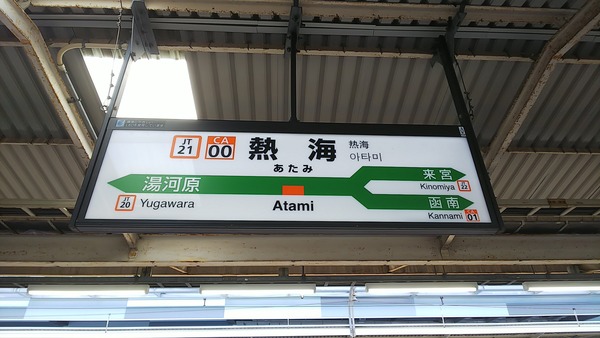 JT
21
CA
00
熱海
热海
아타미
あたみ
湯河原
来宮
Kinomiya
JT
22
JT
20
Yugawara
Atami
函南
Kannami
CA
01